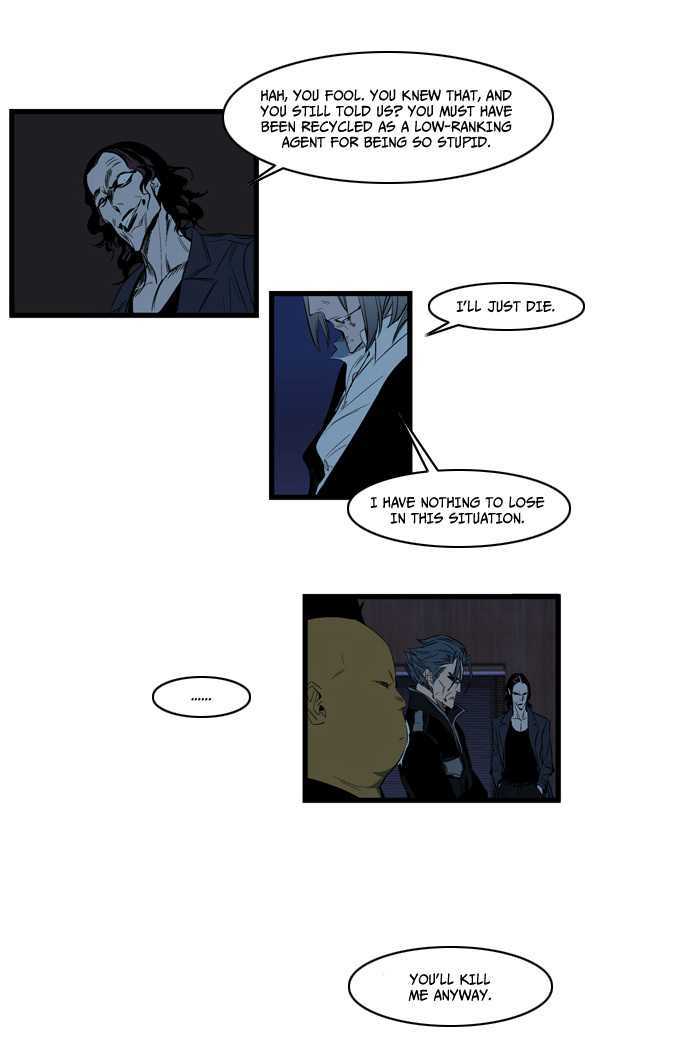 HAH, YOU FOOL. YOU KNEW THAT, AND
YOU STILL TOLD US? YOU MUST HAVE
BEEN RECYCLED AS A LOW-RANKING
AGENT FOR BEING SO STUPID.
I'LL JUST DIE.
I HAVE NOTHING TO LOSE
IN THIS SITUATION.
......
YOU'LL KILL
ME ANYWAY.